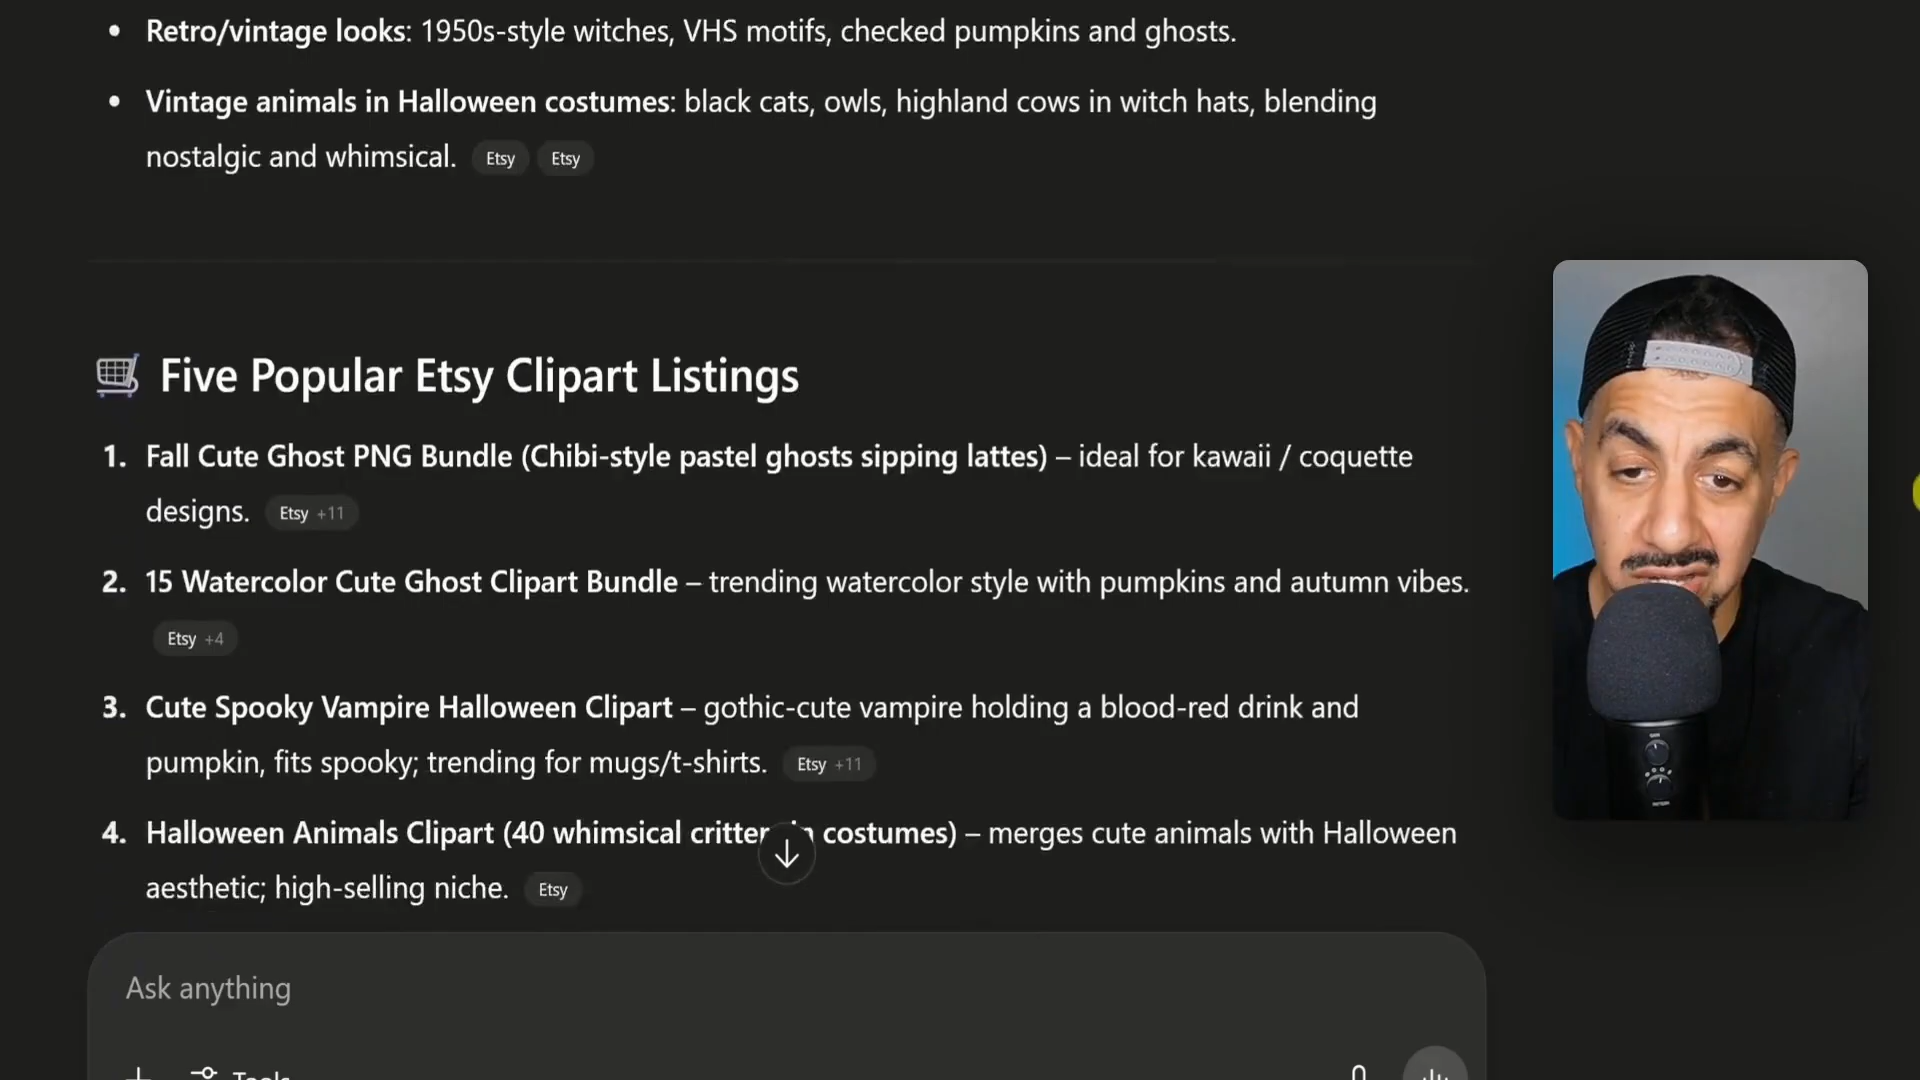 Retro/vintage looks: 1950s-style witches, VHS motifs, checked pumpkins and ghosts.
Vintage animals in Halloween costumes: black cats, owls, highland cows in witch hats, blending
nostalgic and whimsical. Etsy Etsy
Five Popular Etsy Clipart Listings
1. Fall Cute Ghost PNG Bundle (Chibi-style pastel ghosts sipping lattes) – ideal for kawaii / coquette
designs. Etsy +11
2. 15 Watercolor Cute Ghost Clipart Bundle – trending watercolor style with pumpkins and autumn vibes.
Etsy +4
3. Cute Spooky Vampire Halloween Clipart – gothic-cute vampire holding a blood-red drink and
pumpkin, fits spooky; trending for mugs/t-shirts. Etsy +11
4. Halloween Animals Clipart (40 whimsical costumes) – merges cute animals with Halloween
aesthetic; high-selling niche. Etsy
Ask anything
Tools